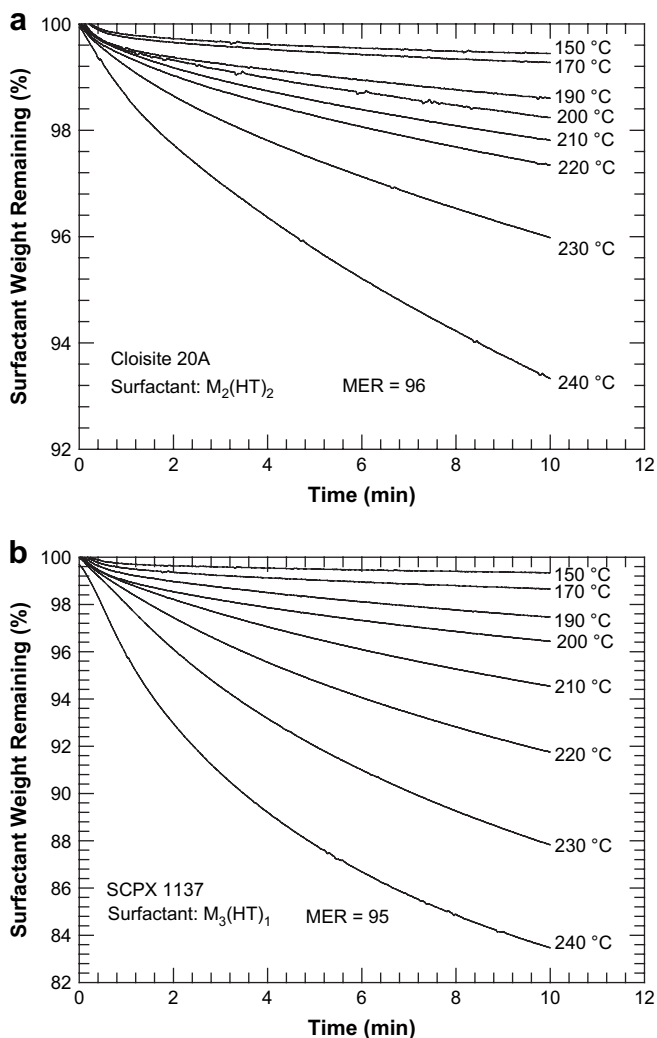 a
Surfactant Weight Remaining (%)
100
98
96
94
92
150 °C
170 °C
190 °C
200 °C
210 °C
220 °C
230 °C
240 °C
Cloisite 20A
Surfactant: M₂(HT)₂ MER = 96
0 2 4 6 8 10 12
Time (min)
b
Surfactant Weight Remaining (%)
100
98
96
94
92
90
88
86
84
82
150 °C
170 °C
190 °C
200 °C
210 °C
220 °C
230 °C
240 °C
SCPX 1137
Surfactant: M₃(HT)₁ MER = 95
0 2 4 6 8 10 12
Time (min)